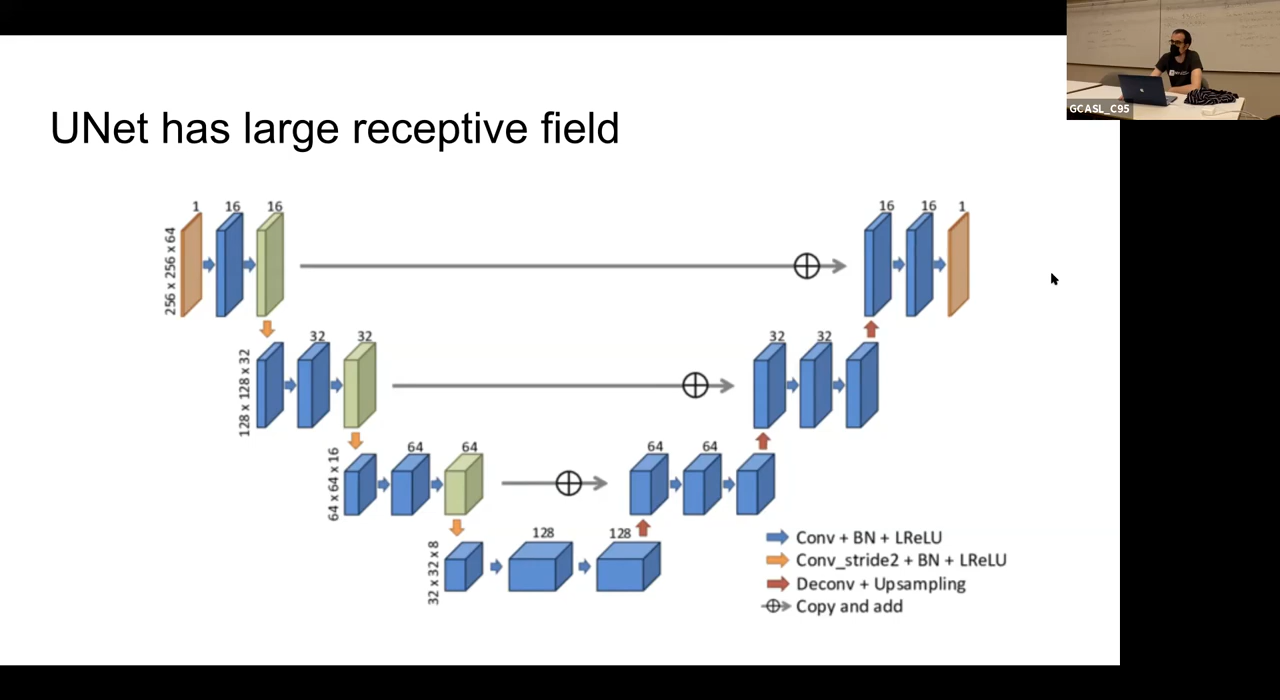 GCASL_C95
UNet has large receptive field
1 16 16
16 16 1
256 x 256 x 64
32 32
32 32
128 x 128 x 32
64 64
64 64
64 x 64 x 16
128 128
32 x 32 x 8
Conv + BN + LReLU
Conv_stride2 + BN + LReLU
Deconv + Upsampling
Copy and add